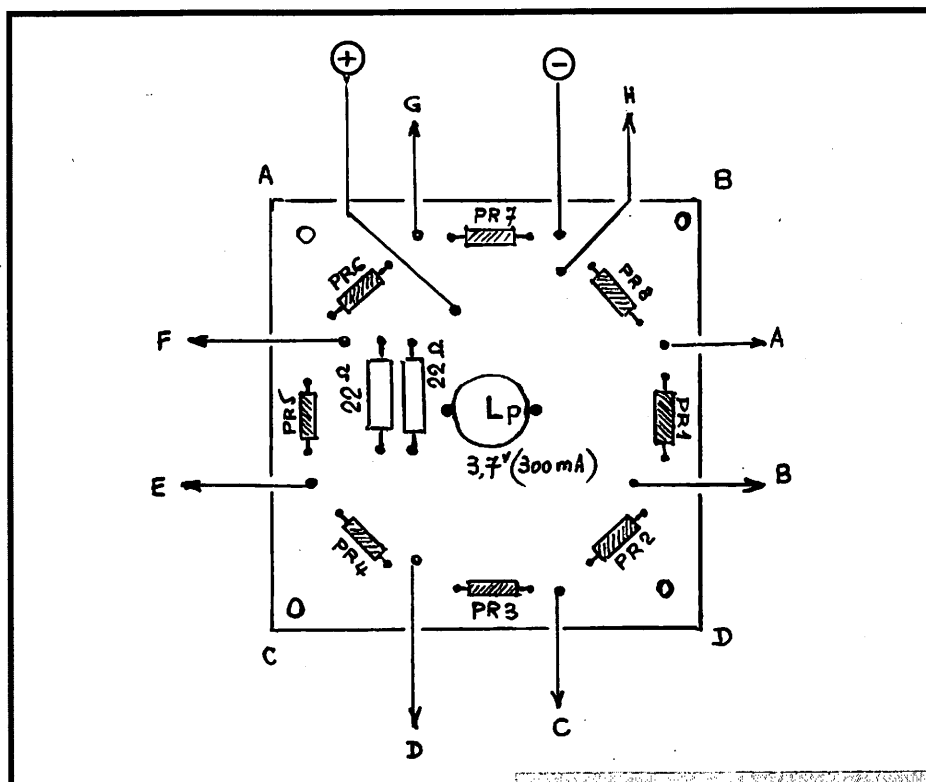 +
-
G
H
A
B
PR7
PR6
PR8
F
A
22Ω
22Ω
PR5
Lp
PR1
3,7v (300mA)
E
B
PR4
PR2
PR3
C
D
C
D